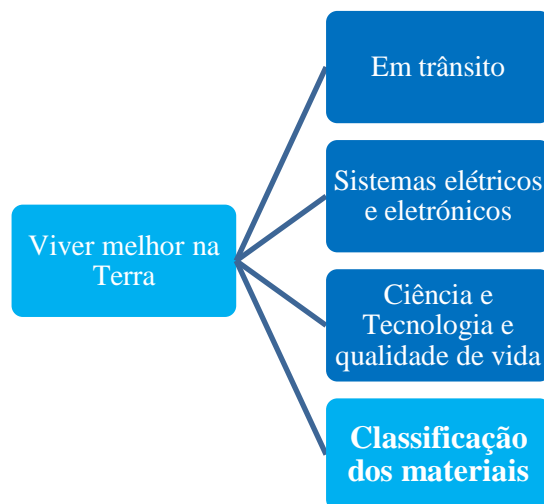 Em trânsito
Sistemas elétricos
e eletrónicos
Viver melhor na
Terra
Ciência e
Tecnologia e
qualidade de vida
Classificação
dos materiais